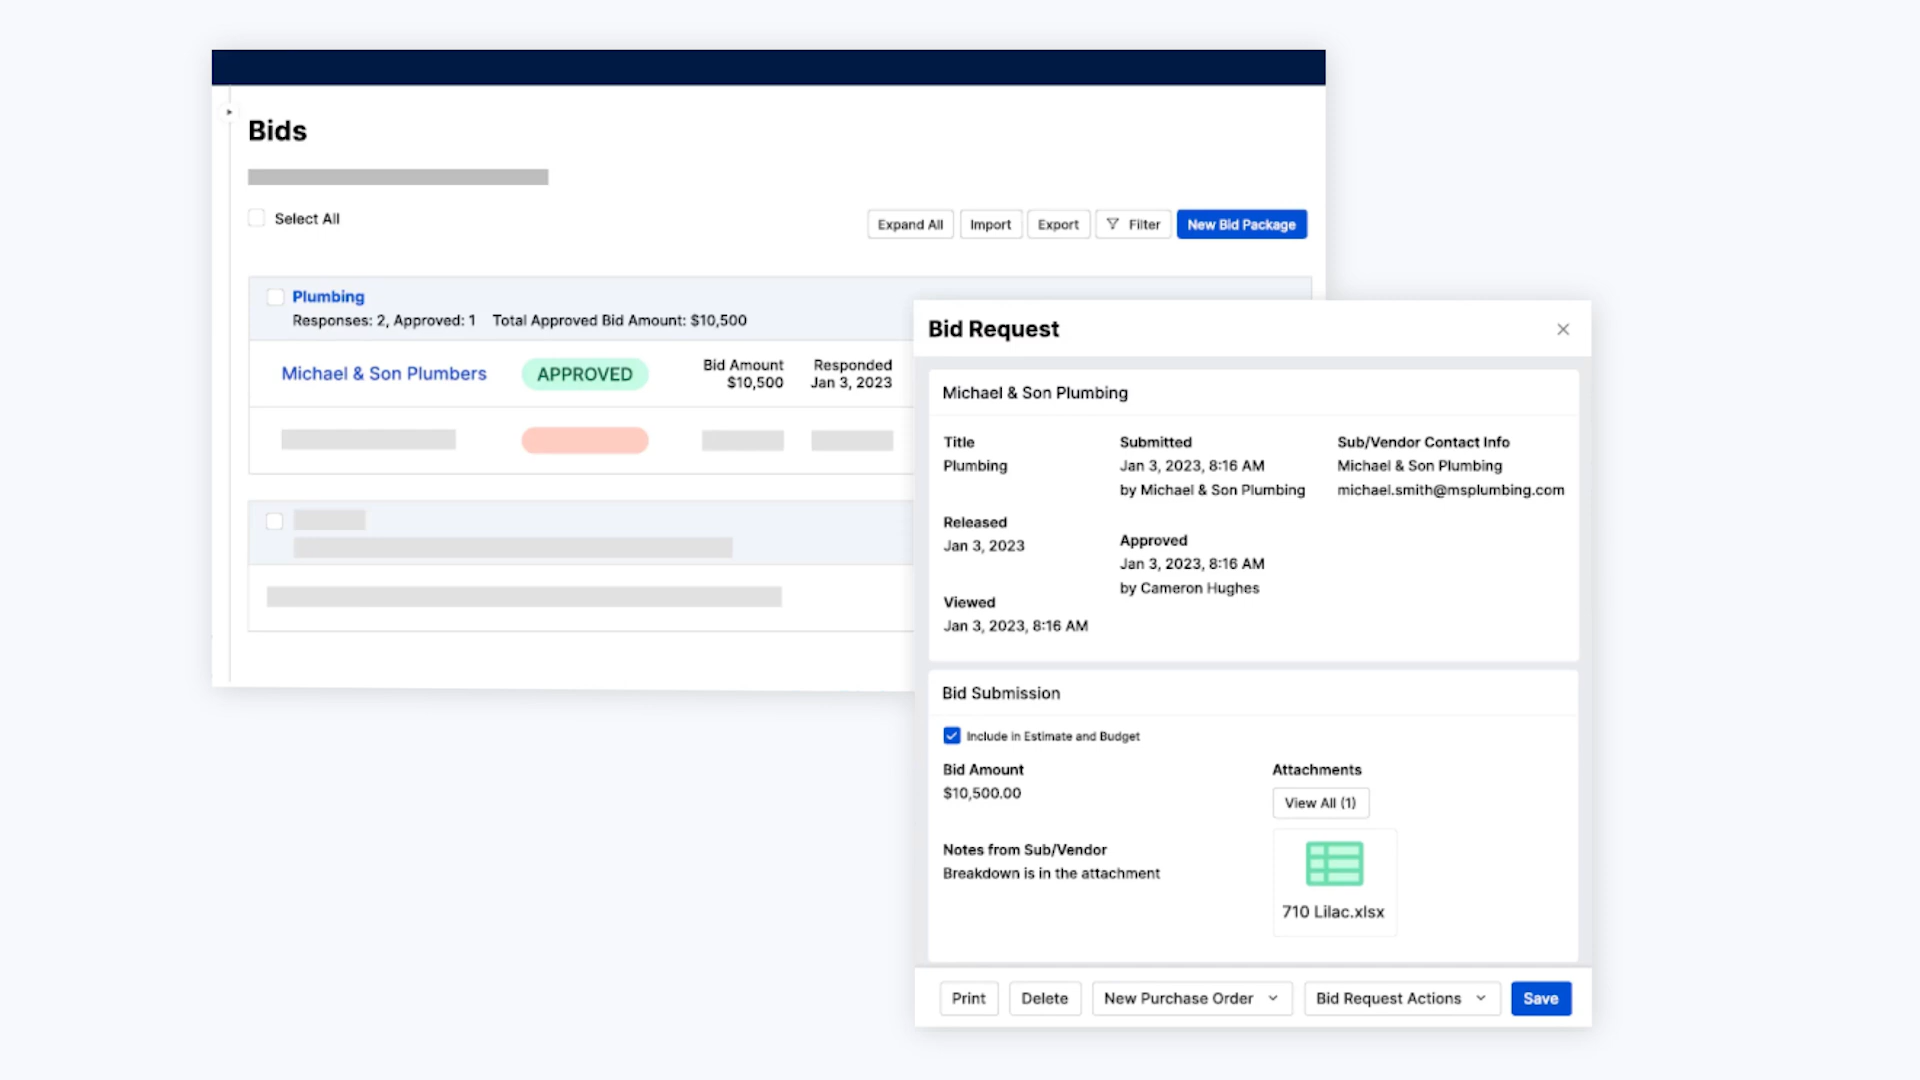 Bids
Select All
Expand All
Import
Export
Filter
New Bid Package
Plumbing
Responses: 2, Approved: 1 Total Approved Bid Amount: $10,500
Michael & Son Plumbers
APPROVED
Bid Amount
$10,500
Responded
Jan 3, 2023
Bid Request
Michael & Son Plumbing
Title
Plumbing
Released
Jan 3, 2023
Viewed
Jan 3, 2023, 8:16 AM
Submitted
Jan 3, 2023, 8:16 AM
by Michael & Son Plumbing
Approved
Jan 3, 2023, 8:16 AM
by Cameron Hughes
Sub/Vendor Contact Info
Michael & Son Plumbing
michael.smith@msplumbing.com
Bid Submission
Include in Estimate and Budget
Bid Amount
$10,500.00
Notes from Sub/Vendor
Breakdown is in the attachment
Attachments
View All (1)
710 Lilac.xlsx
Print
Delete
New Purchase Order
Bid Request Actions
Save